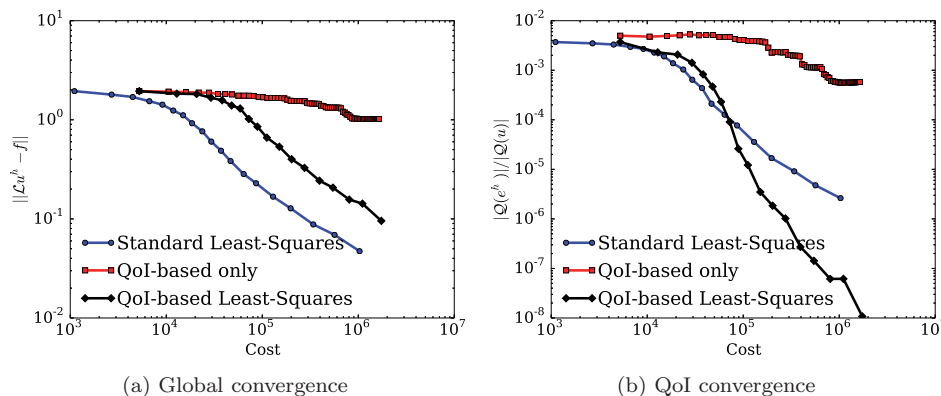 10^1
10^0
10^-1
10^-2
||ℒu^h − f||
Standard Least-Squares
QoI-based only
QoI-based Least-Squares
10^3 10^4 10^5 10^6 10^7
Cost
(a) Global convergence
10^-2
10^-3
10^-4
10^-5
10^-6
10^-7
10^-8
|𝒬(e^h)|/|𝒬(u)|
Standard Least-Squares
QoI-based only
QoI-based Least-Squares
10^3 10^4 10^5 10^6 10
Cost
(b) QoI convergence